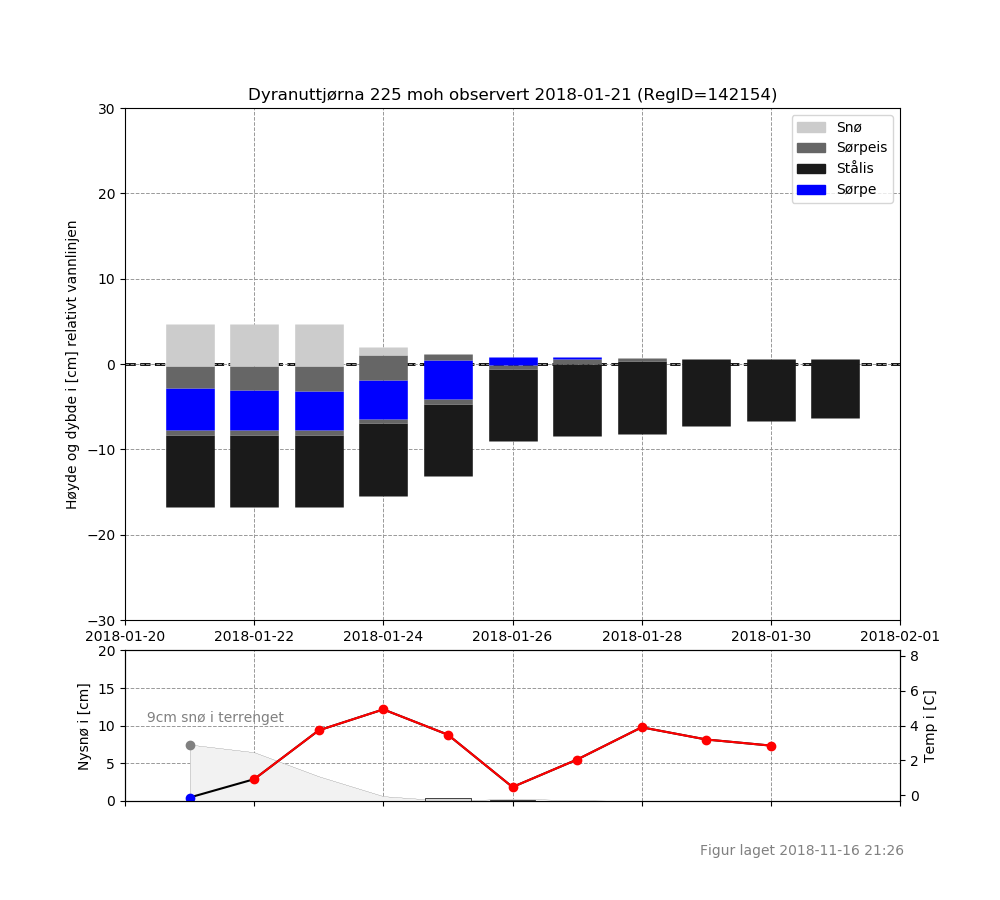 Dyranuttjørna 225 moh observert 2018-01-21 (RegID=142154)
Snø
Sørpeis
Stålis
Sørpe
Høyde og dybde i [cm] relativt vannlinjen
30
20
10
0
−10
−20
−30
2018-01-20 2018-01-22 2018-01-24 2018-01-26 2018-01-28 2018-01-30 2018-02-01
Nysnø i [cm]
20
15
10
5
0
9cm snø i terrenget
8
6
4
2
0
Temp i [C]
Figur laget 2018-11-16 21:26